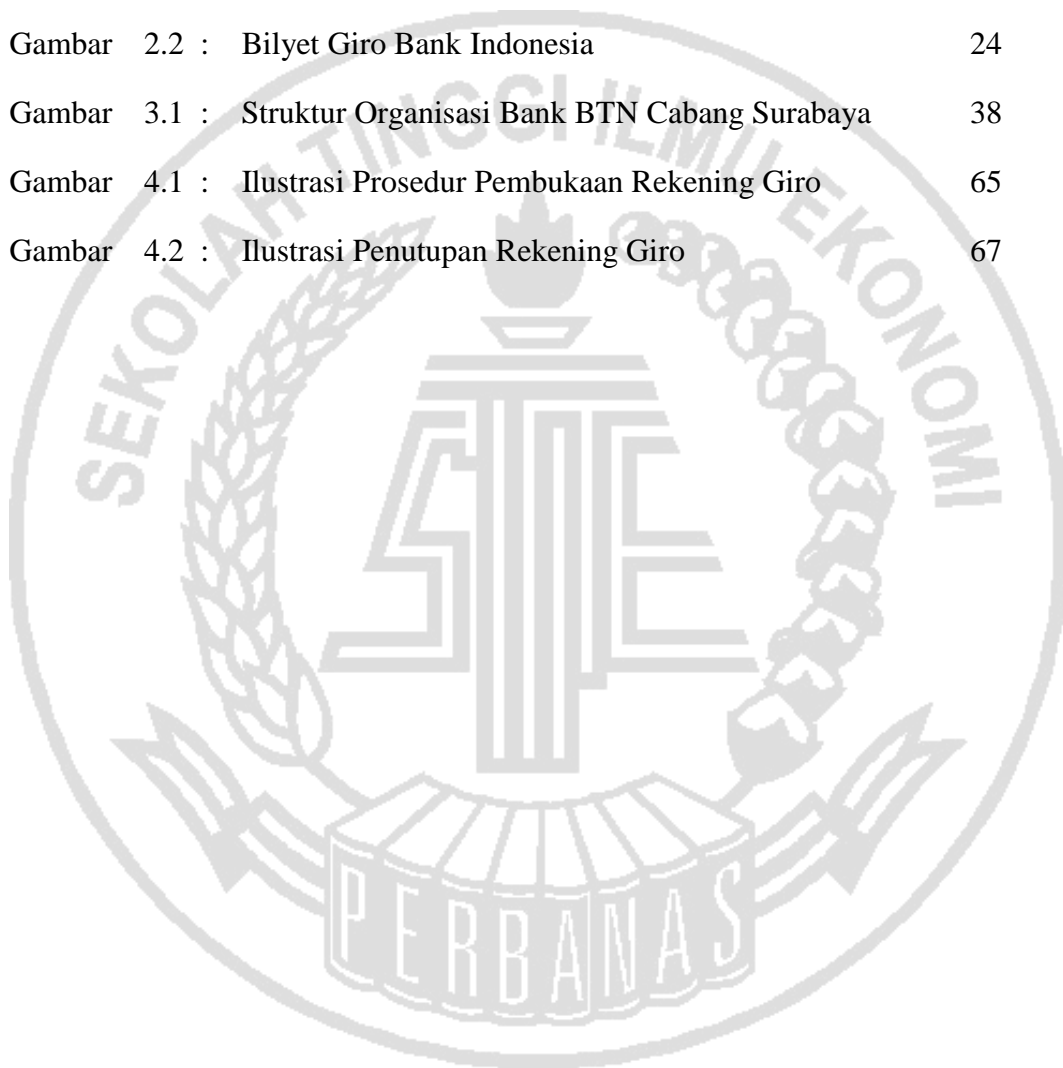 Gambar 2.2 : Bilyet Giro Bank Indonesia 24
Gambar 3.1 : Struktur Organisasi Bank BTN Cabang Surabaya 38
Gambar 4.1 : Ilustrasi Prosedur Pembukaan Rekening Giro 65
Gambar 4.2 : Ilustrasi Penutupan Rekening Giro 67
SEKOLAH TINGGI ILMU EKONOMI
STIE
PERBANAS